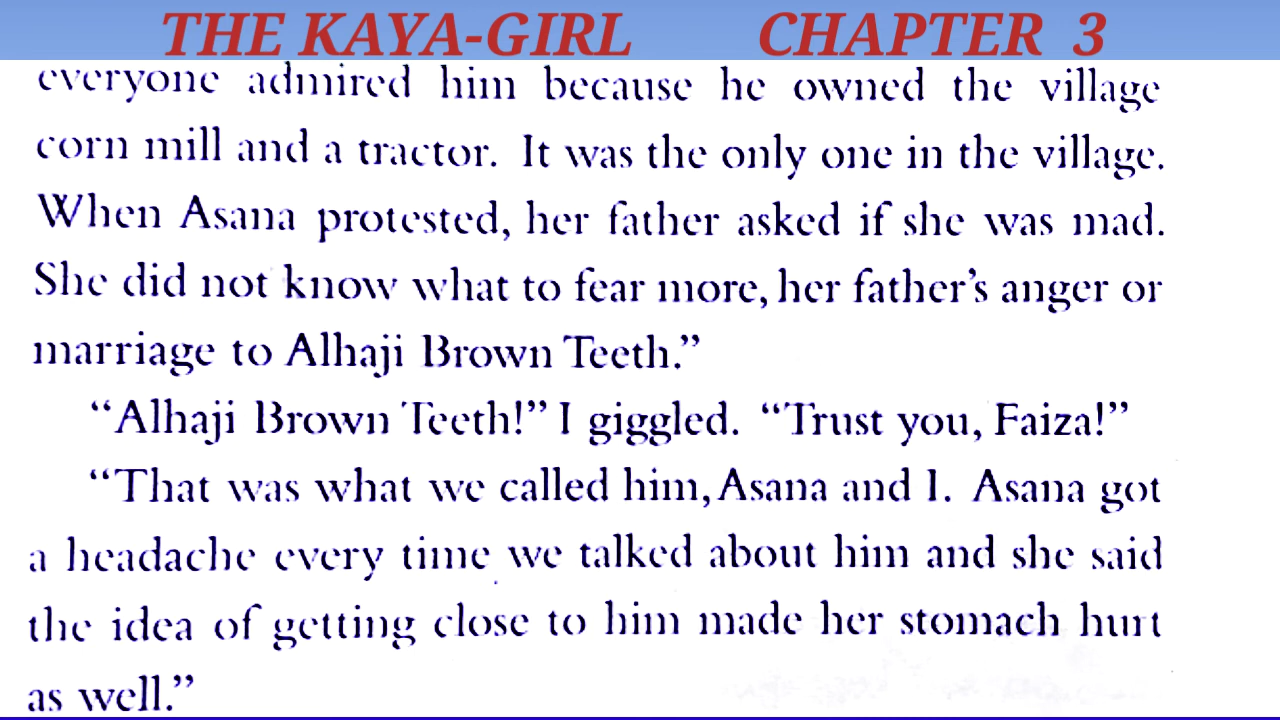 THE KAYA-GIRL CHAPTER 3
everyone admired him because he owned the village
corn mill and a tractor. It was the only one in the village.
When Asana protested, her father asked if she was mad.
She did not know what to fear more, her father's anger or
marriage to Alhaji Brown Teeth."
"Alhaji Brown Teeth!" I giggled. "Trust you, Faiza!"
"That was what we called him, Asana and I. Asana got
a headache every time we talked about him and she said
the idea of getting close to him made her stomach hurt
as well."